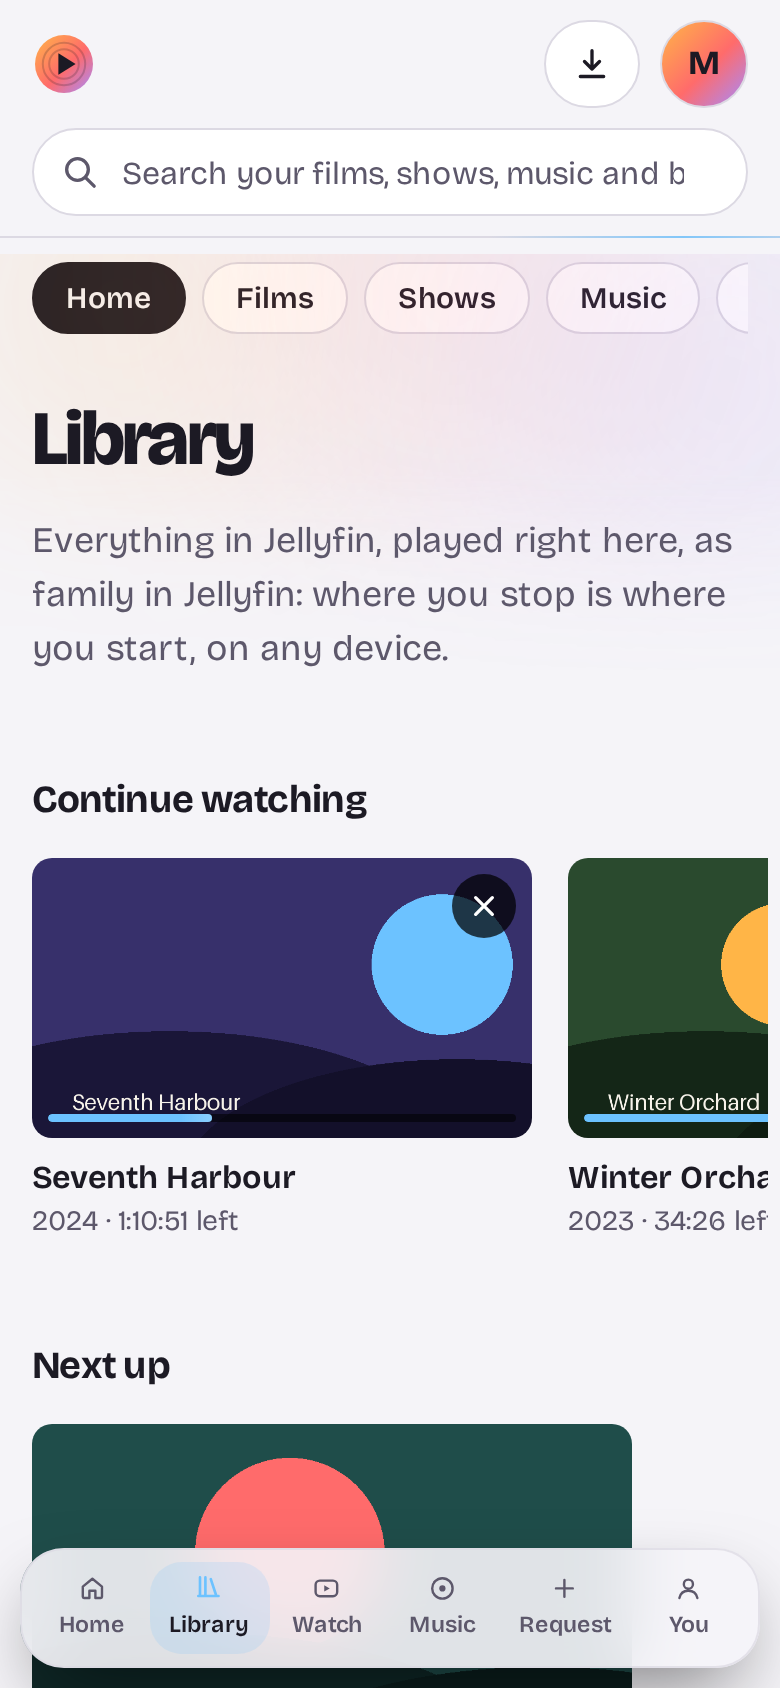 M
Search your films, shows, music and b
Home
Films
Shows
Music
Library
Everything in Jellyfin, played right here, as
family in Jellyfin: where you stop is where
you start, on any device.
Continue watching
Seventh Harbour
Winter Orchard
Seventh Harbour
2024 · 1:10:51 left
Winter Orcha
2023 · 34:26 lef
Next up
Home
Library
Watch
Music
Request
You